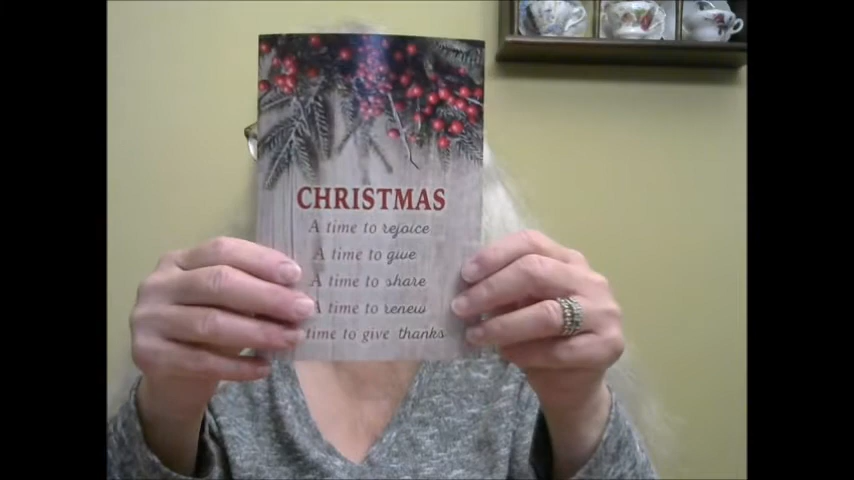 CHRISTMAS
A time to rejoice
A time to give
A time to share
A time to renew
time to give thanks